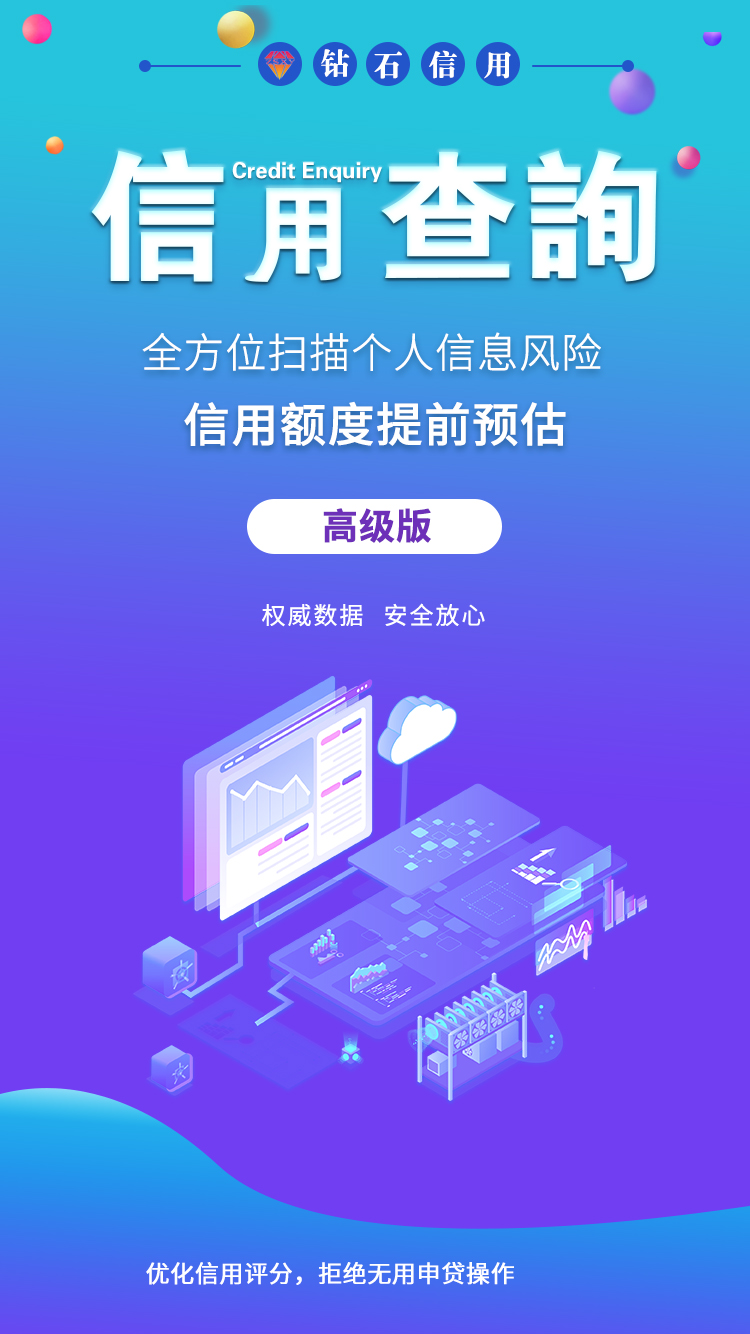 钻石信用
信用查詢
Credit Enquiry
全方位扫描个人信息风险
信用额度提前预估
高级版
权威数据 安全放心
优化信用评分，拒绝无用申贷操作